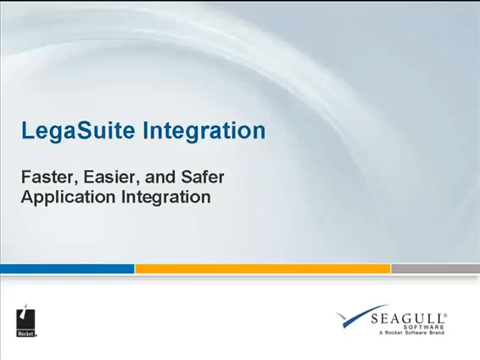 LegaSuite Integration
Faster, Easier, and Safer
Application Integration
Rocket
SEAGULL®
SOFTWARE
A Rocket Software Brand